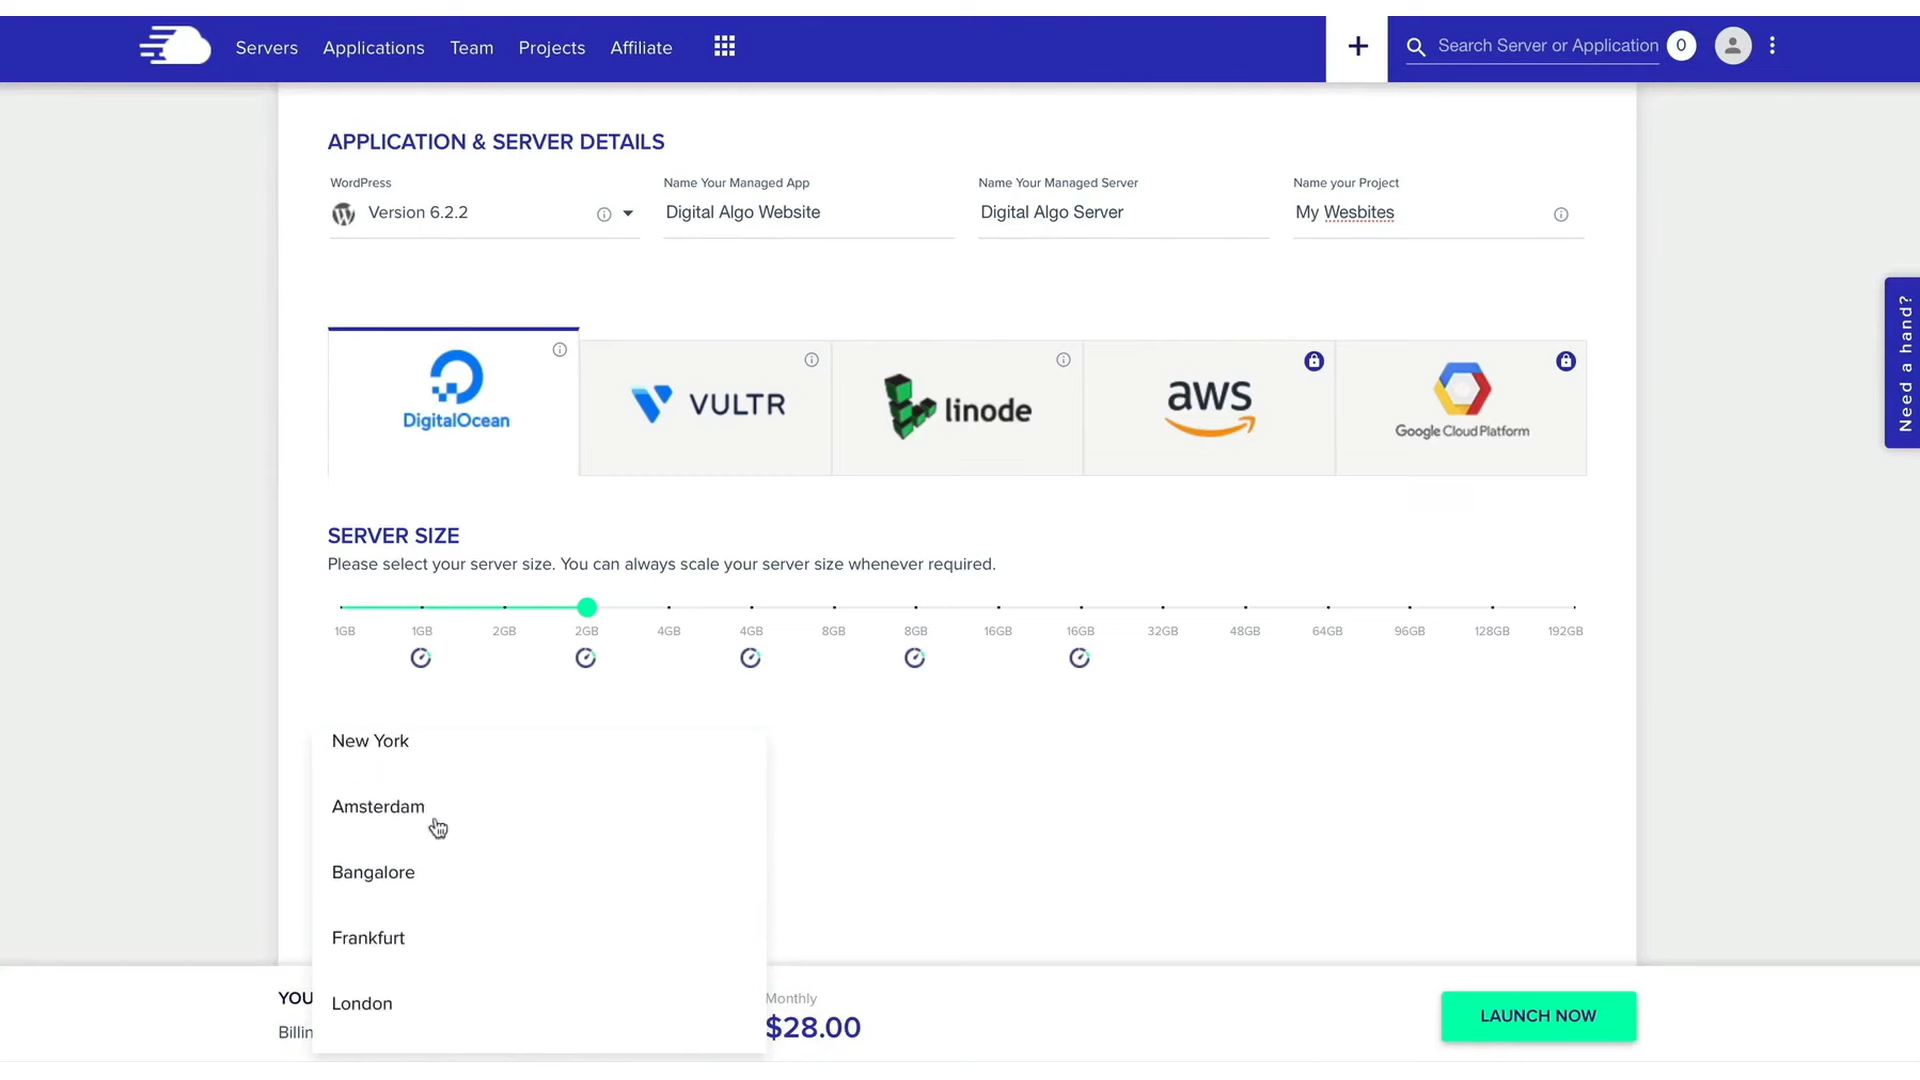 Servers Applications Team Projects Affiliate + Search Server or Application 0
APPLICATION & SERVER DETAILS
WordPress Name Your Managed App Name Your Managed Server Name your Project
Version 6.2.2 Digital Algo Website Digital Algo Server My Wesbites
Need a hand?
DigitalOcean VULTR linode aws Google Cloud Platform
SERVER SIZE
Please select your server size. You can always scale your server size whenever required.
1GB 1GB 2GB 2GB 4GB 4GB 8GB 8GB 16GB 16GB 32GB 48GB 64GB 96GB 128GB 192GB
New York
Amsterdam
Bangalore
Frankfurt
London
YOU Monthly
Billin $28.00
LAUNCH NOW